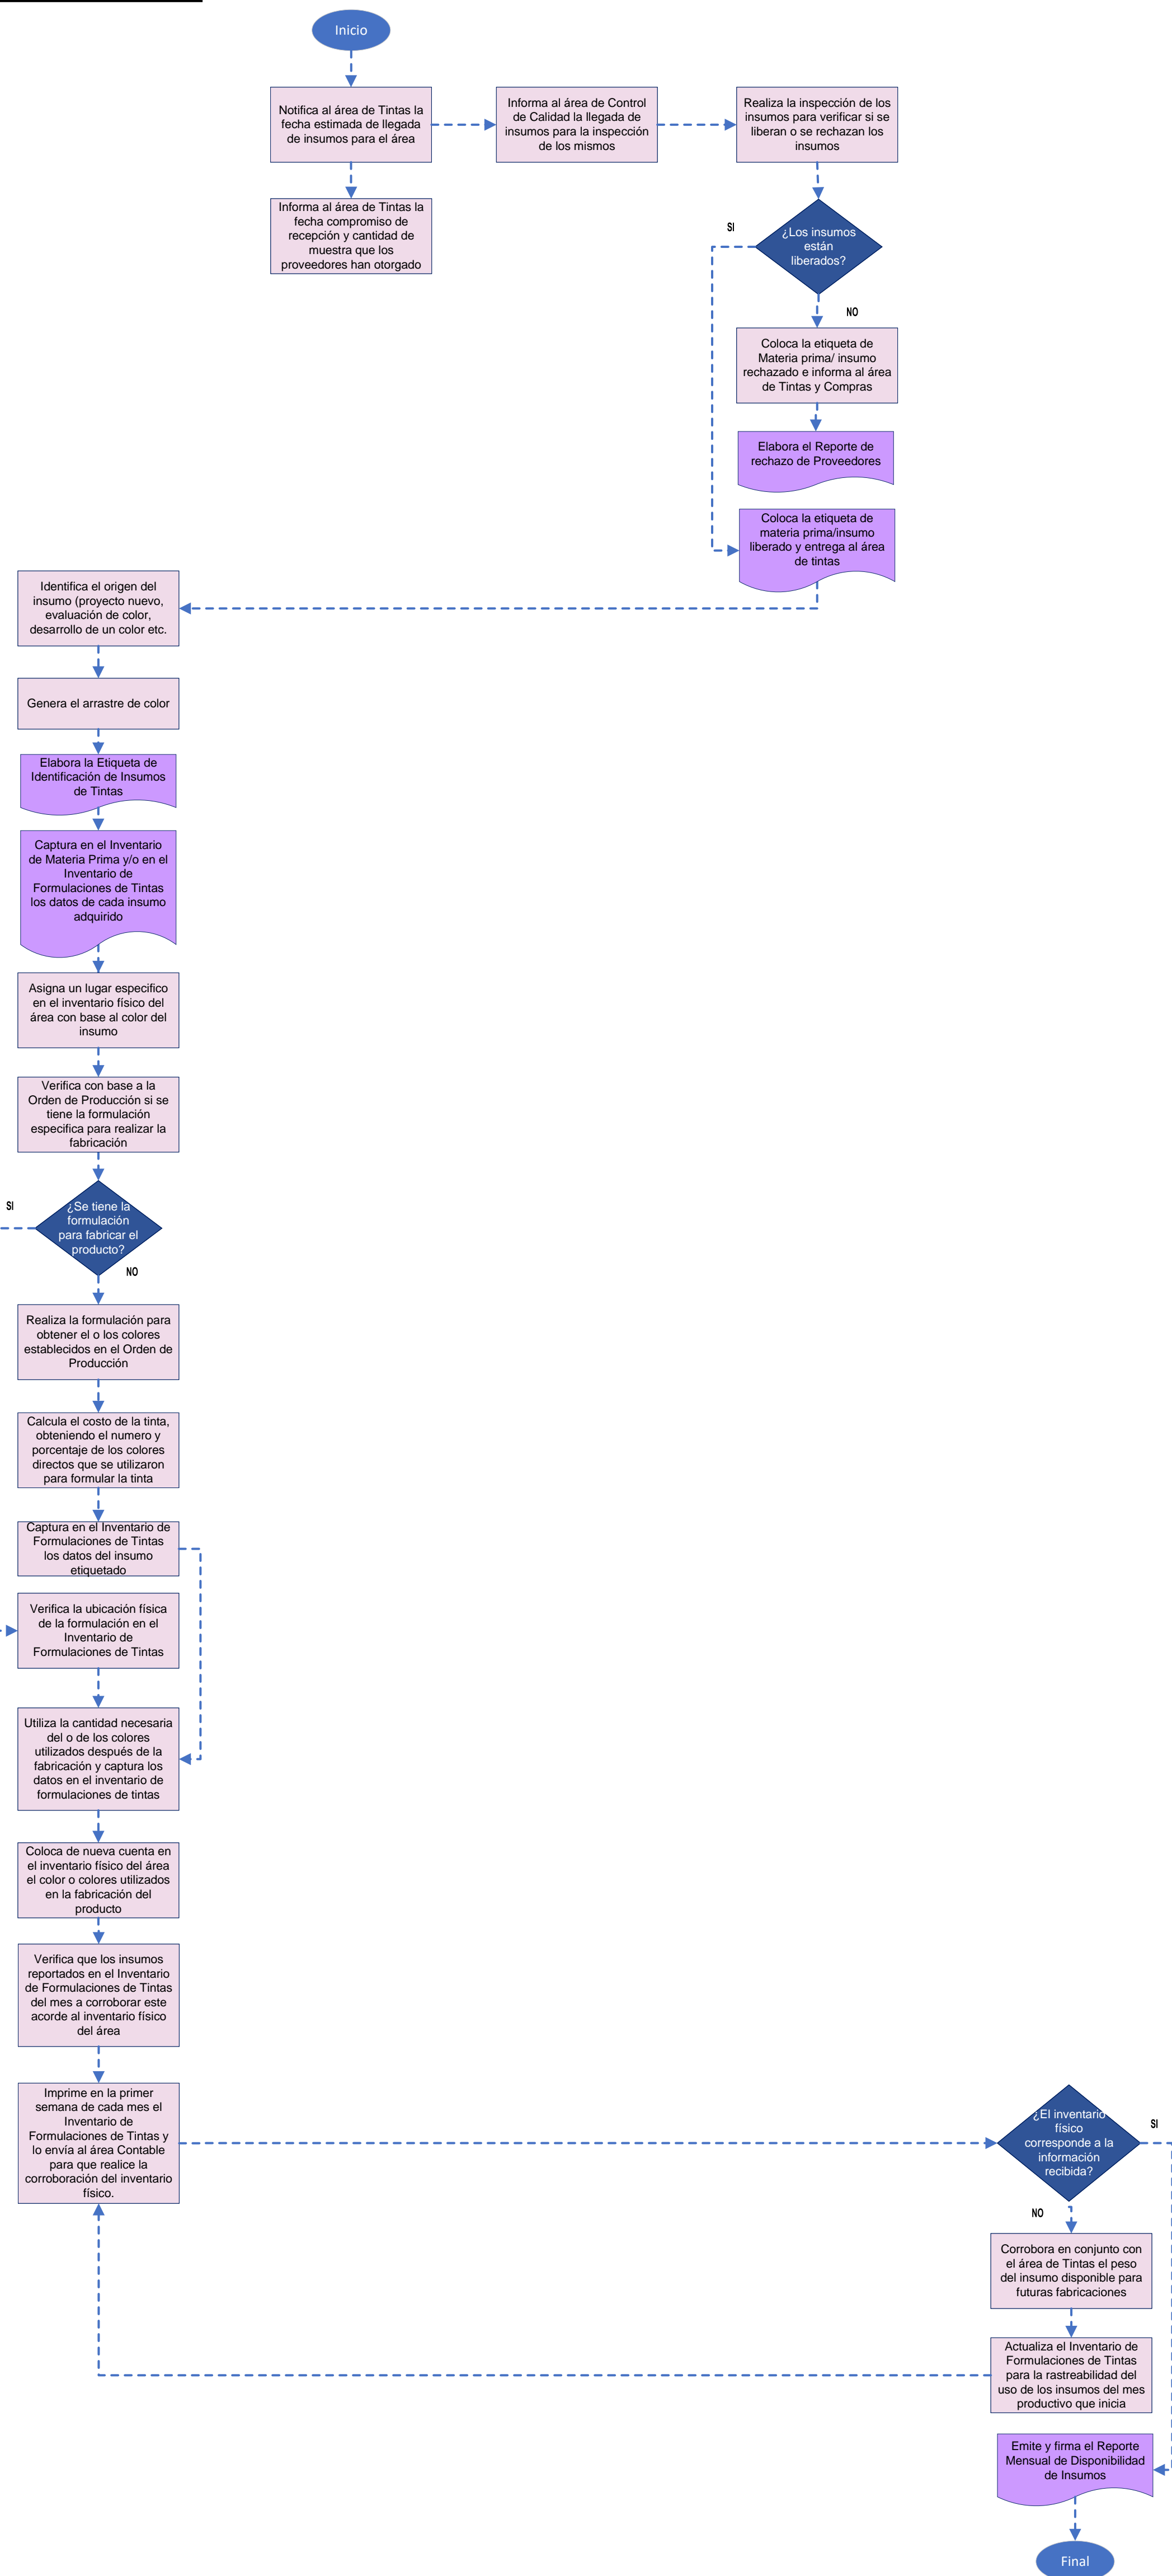 Inicio
Notifica al área de Tintas la
fecha estimada de llegada
de insumos para el área
Informa al área de Control
de Calidad la llegada de
insumos para la inspección
de los mismos
Realiza la inspección de los
insumos para verificar si se
liberan o se rechazan los
insumos
Informa al área de Tintas la
fecha compromiso de
recepción y cantidad de
muestra que los
proveedores han otorgado
SI
¿Los insumos
están
liberados?
NO
Coloca la etiqueta de
Materia prima/ insumo
rechazado e informa al área
de Tintas y Compras
Elabora el Reporte de
rechazo de Proveedores
Coloca la etiqueta de
materia prima/insumo
liberado y entrega al área
de tintas
Identifica el origen del
insumo (proyecto nuevo,
evaluación de color,
desarrollo de un color etc.
Genera el arrastre de color
Elabora la Etiqueta de
Identificación de Insumos
de Tintas
Captura en el Inventario
de Materia Prima y/o en el
Inventario de
Formulaciones de Tintas
los datos de cada insumo
adquirido
Asigna un lugar especifico
en el inventario físico del
área con base al color del
insumo
Verifica con base a la
Orden de Producción si se
tiene la formulación
especifica para realizar la
fabricación
SI
¿Se tiene la
formulación
para fabricar el
producto?
NO
Realiza la formulación para
obtener el o los colores
establecidos en el Orden de
Producción
Calcula el costo de la tinta,
obteniendo el numero y
porcentaje de los colores
directos que se utilizaron
para formular la tinta
Captura en el Inventario de
Formulaciones de Tintas
los datos del insumo
etiquetado
Verifica la ubicación física
de la formulación en el
Inventario de
Formulaciones de Tintas
Utiliza la cantidad necesaria
del o de los colores
utilizados después de la
fabricación y captura los
datos en el inventario de
formulaciones de tintas
Coloca de nueva cuenta en
el inventario físico del área
el color o colores utilizados
en la fabricación del
producto
Verifica que los insumos
reportados en el Inventario
de Formulaciones de Tintas
del mes a corroborar este
acorde al inventario físico
del área
Imprime en la primer
semana de cada mes el
Inventario de
Formulaciones de Tintas y
lo envía al área Contable
para que realice la
corroboración del inventario
físico.
¿El inventario
físico
corresponde a la
información
recibida?
SI
NO
Corrobora en conjunto con
el área de Tintas el peso
del insumo disponible para
futuras fabricaciones
Actualiza el Inventario de
Formulaciones de Tintas
para la rastreabilidad del
uso de los insumos del mes
productivo que inicia
Emite y firma el Reporte
Mensual de Disponibilidad
de Insumos
Final